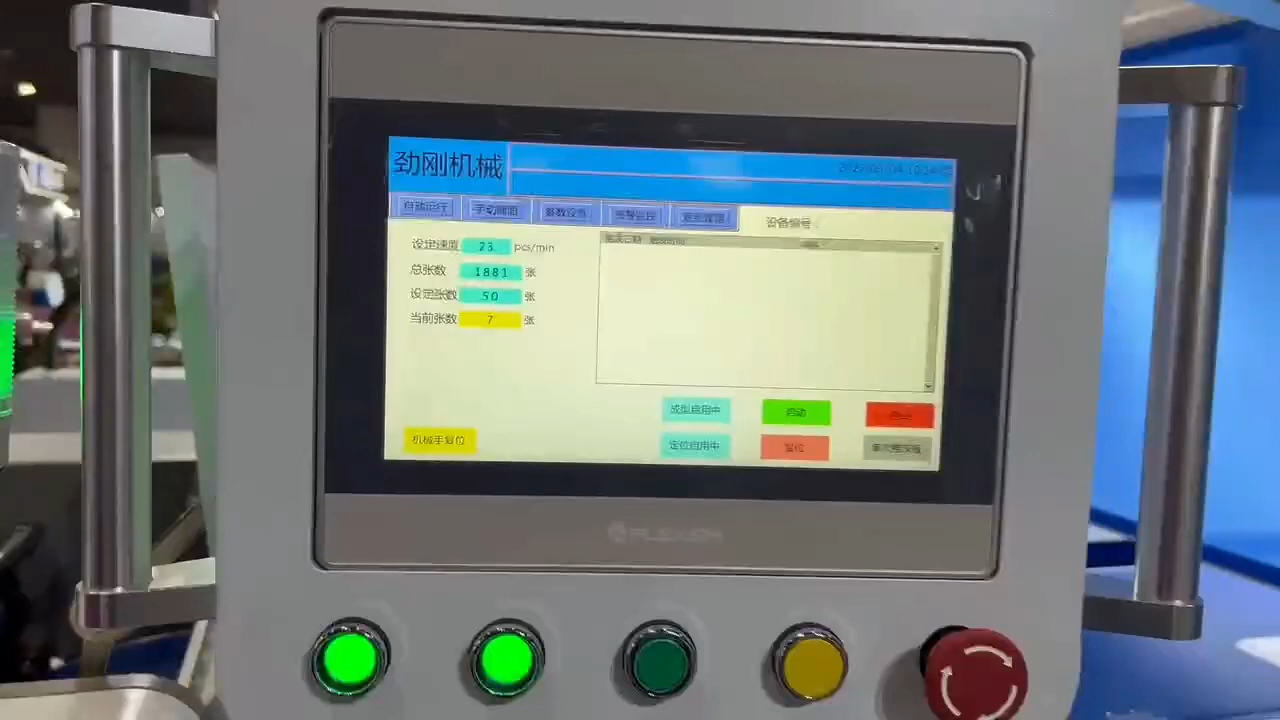 劲刚机械
自动运行 手动画面 参数设置 报警监控
设备编号
设定速度 23 pcs/min
总张数 1881 张
设定张数 50 张
当前张数 7 张
成型启用中 启动
机械手复位 定位启用中 复位
FLEXEM